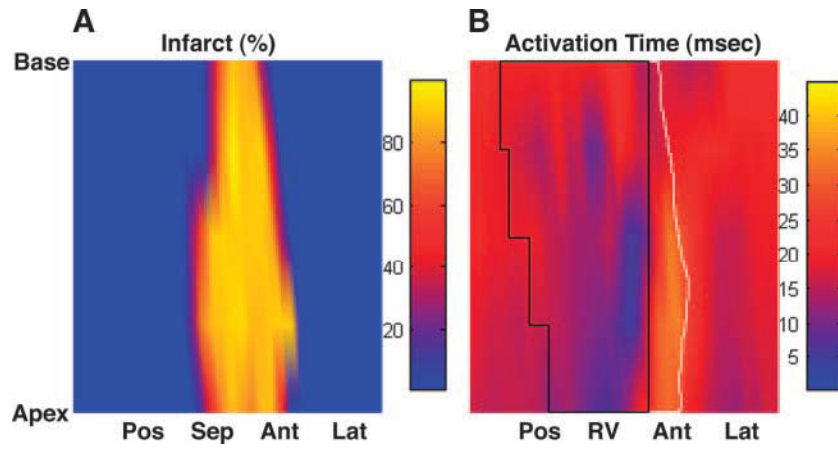 A
B
Infarct (%)
Activation Time (msec)
Base
Apex
80
60
40
20
40
35
30
25
20
15
10
5
Pos Sep Ant Lat
Pos RV Ant Lat